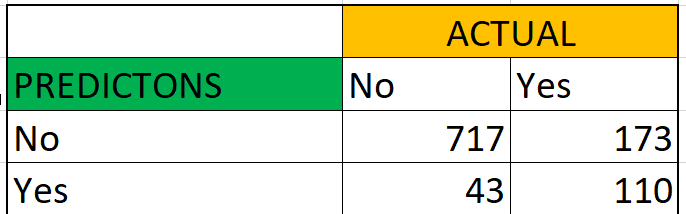 ACTUAL
PREDICTONS No Yes
No 717 173
Yes 43 110